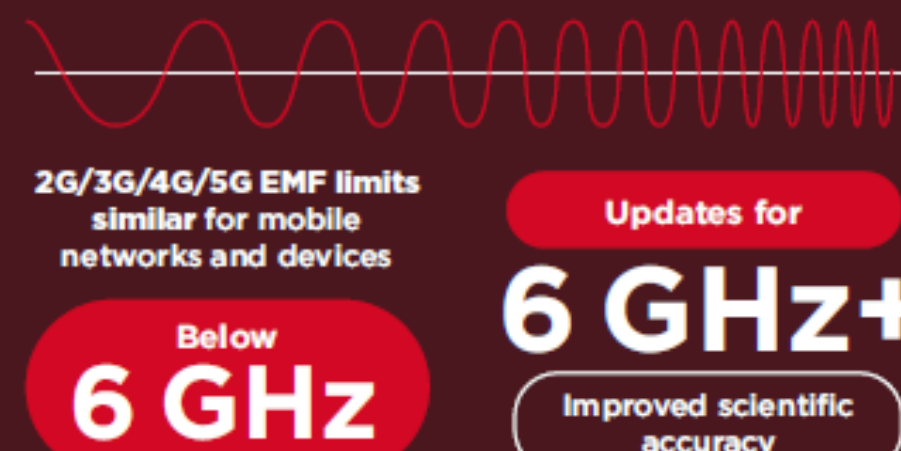 2G/3G/4G/5G EMF limits
similar for mobile
networks and devices
Below
6 GHz
Updates for
6 GHz+
Improved scientific
accuracy